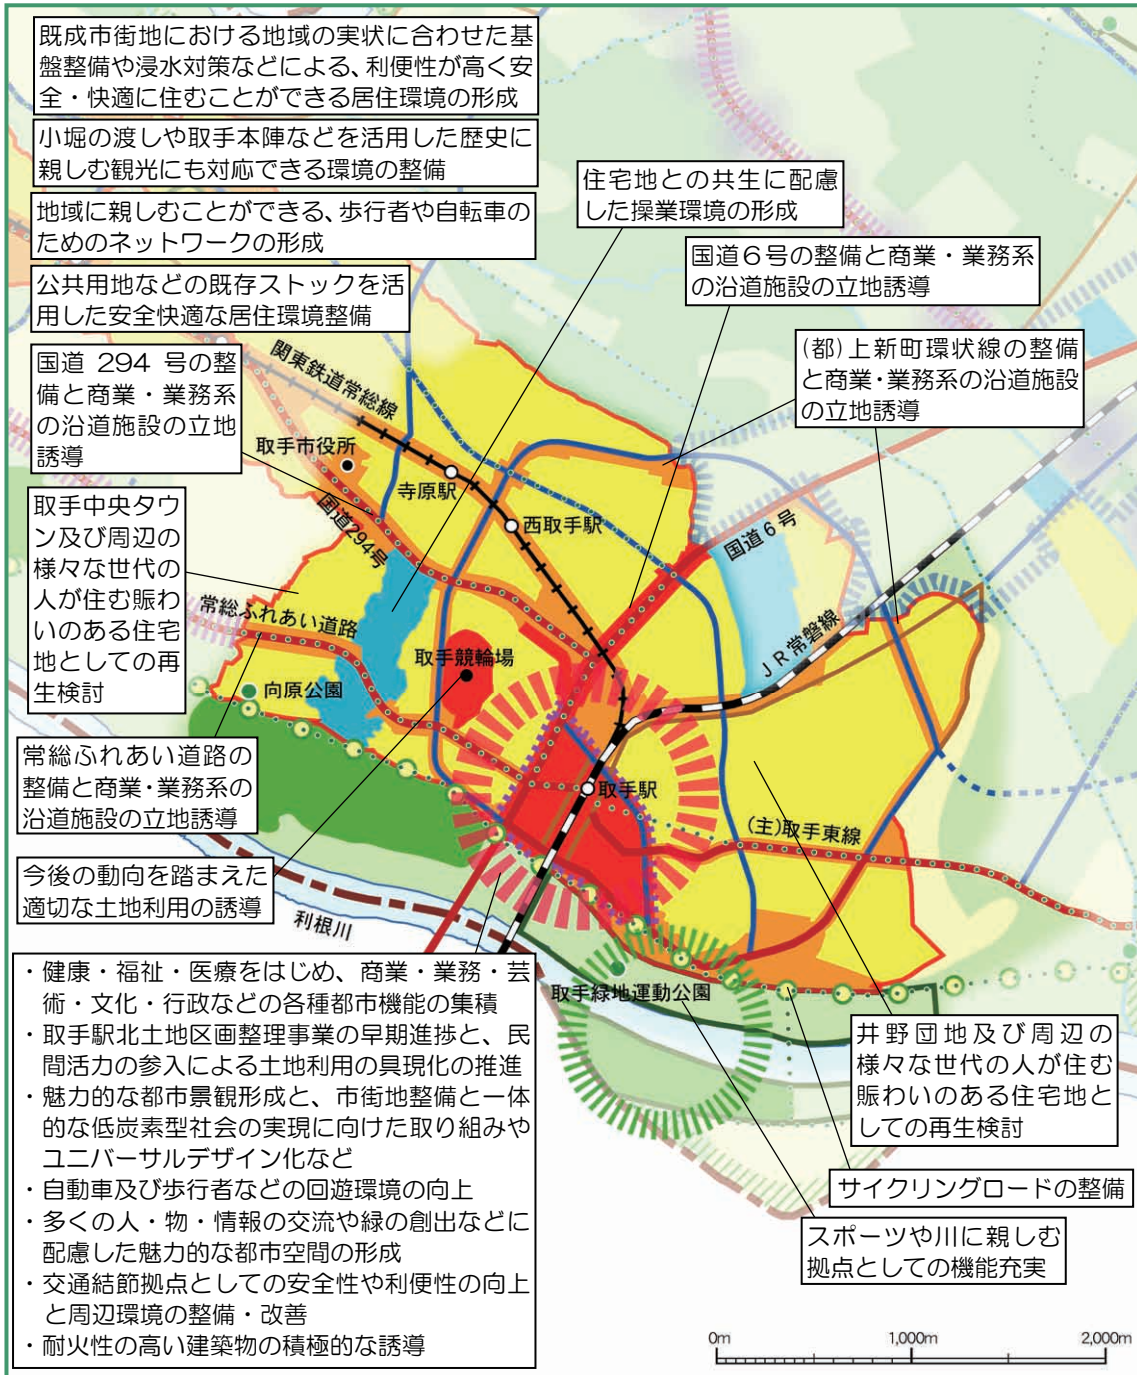 既成市街地における地域の実状に合わせた基
盤整備や浸水対策などによる、利便性が高く安
全・快適に住むことができる居住環境の形成
小堀の渡しや取手本陣などを活用した歴史に
親しむ観光にも対応できる環境の整備
地域に親しむことができる、歩行者や自転車の
ためのネットワークの形成
公共用地などの既存ストックを活
用した安全快適な居住環境整備
住宅地との共生に配慮
した操業環境の形成
国道6号の整備と商業・業務系
の沿道施設の立地誘導
(都)上新町環状線の整備
と商業・業務系の沿道施設
の立地誘導
国道 294 号の整
備と商業・業務系
の沿道施設の立地
誘導
関東鉄道常総線
取手市役所
寺原駅
西取手駅
国道294号
国道6号
JR常磐線
取手中央タウ
ン及び周辺の
様々な世代の
人が住む賑わ
いのある住宅
地としての再
生検討
常総ふれあい道路
取手競輪場
向原公園
取手駅
(主)取手東線
常総ふれあい道路の
整備と商業・業務系の
沿道施設の立地誘導
今後の動向を踏まえた
適切な土地利用の誘導
利根川
取手緑地運動公園
・健康・福祉・医療をはじめ、商業・業務・芸
術・文化・行政などの各種都市機能の集積
・取手駅北土地区画整理事業の早期進捗と、民
間活力の参入による土地利用の具現化の推進
・魅力的な都市景観形成と、市街地整備と一体
的な低炭素型社会の実現に向けた取り組みや
ユニバーサルデザイン化など
・自動車及び歩行者などの回遊環境の向上
・多くの人・物・情報の交流や緑の創出などに
配慮した魅力的な都市空間の形成
・交通結節拠点としての安全性や利便性の向上
と周辺環境の整備・改善
・耐火性の高い建築物の積極的な誘導
井野団地及び周辺の
様々な世代の人が住む
賑わいのある住宅地と
しての再生検討
サイクリングロードの整備
スポーツや川に親しむ
拠点としての機能充実
0m 1,000m 2,000m